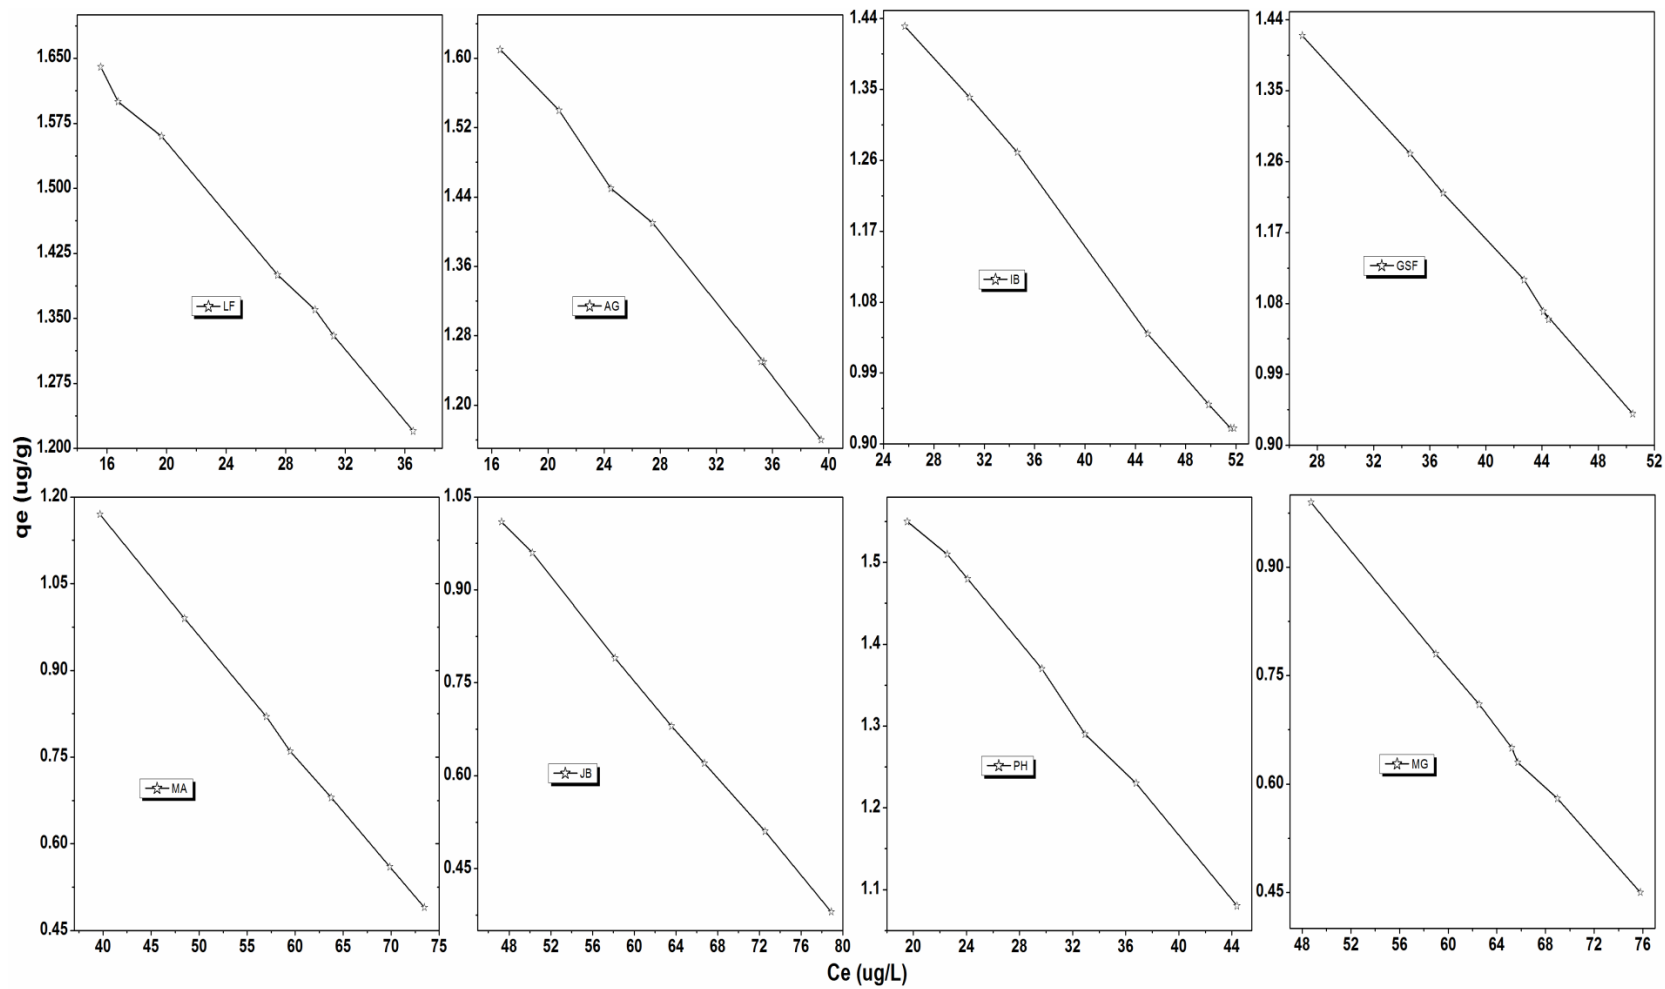 qe (ug/g)
1.650
1.575
1.500
1.425
1.350
1.275
1.200
16 20 24 28 32 36
LF
1.60
1.52
1.44
1.36
1.28
1.20
16 20 24 28 32 36 40
AG
1.44
1.35
1.26
1.17
1.08
0.99
0.90
24 28 32 36 40 44 48 52
IB
1.44
1.35
1.26
1.17
1.08
0.99
0.90
28 32 36 40 44 48 52
GSF
1.20
1.05
0.90
0.75
0.60
0.45
40 45 50 55 60 65 70 75
MA
1.05
0.90
0.75
0.60
0.45
48 52 56 60 64 68 72 76 80
JB
1.5
1.4
1.3
1.2
1.1
20 24 28 32 36 40 44
PH
0.90
0.75
0.60
0.45
48 52 56 60 64 68 72 76
MG
Ce (ug/L)